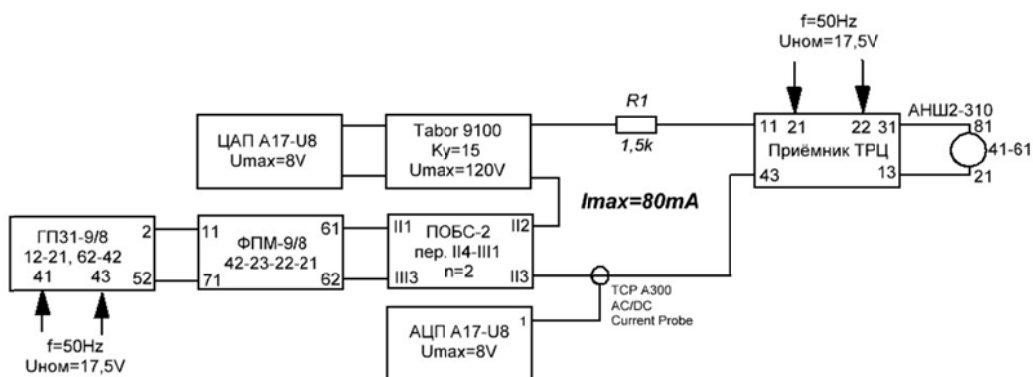 f=50Hz
Uном=17,5V
ЦАП A17-U8
Umax=8V
Tabor 9100
Ky=15
Umax=120V
R1
1,5k
11 21 22 31
Приёмник ТРЦ
43 13
АНШ2-310
81
41-61
21
Imax=80mA
ГП31-9/8
12-21, 62-42
41 43
2
52
11
ФПМ-9/8
42-23-22-21
71
61
62
II1
ПОБС-2
пер. II4-III1
n=2
III3
II2
II3
TCP A300
AC/DC
Current Probe
АЦП A17-U8
Umax=8V
1
f=50Hz
Uном=17,5V